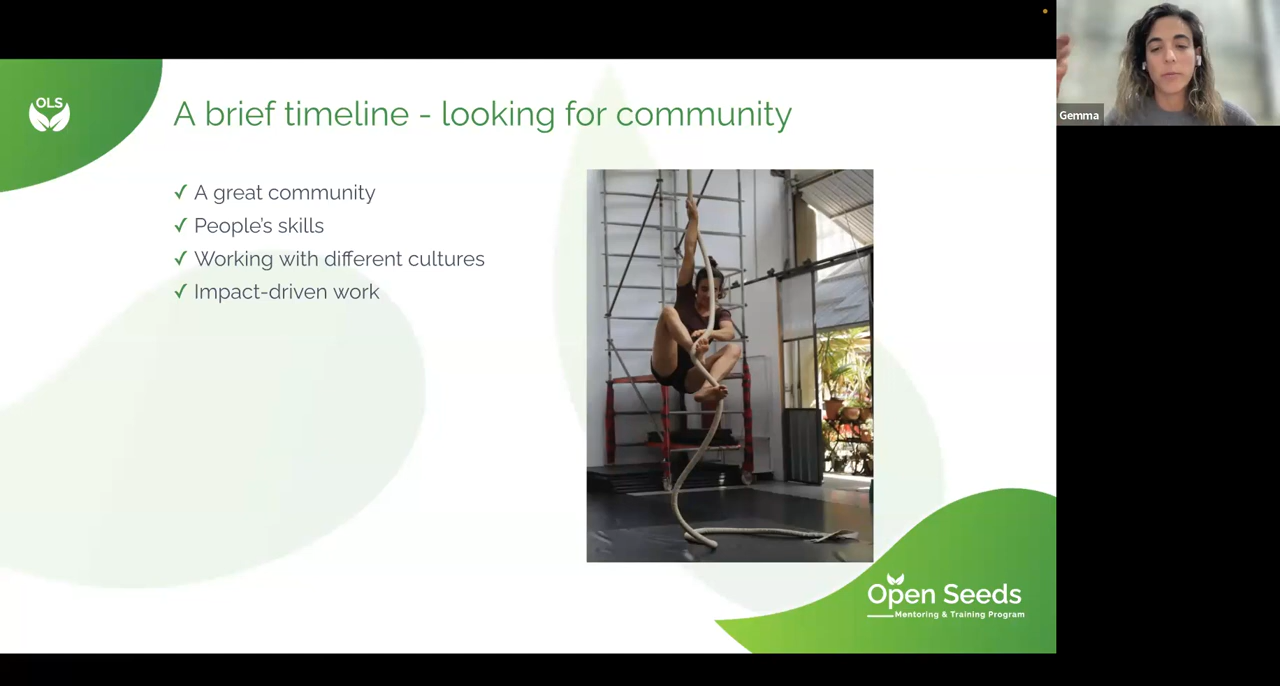 OLS
A brief timeline - looking for community
✓ A great community
✓ People's skills
✓ Working with different cultures
✓ Impact-driven work
Open Seeds
Mentoring & Training Program
Gemma